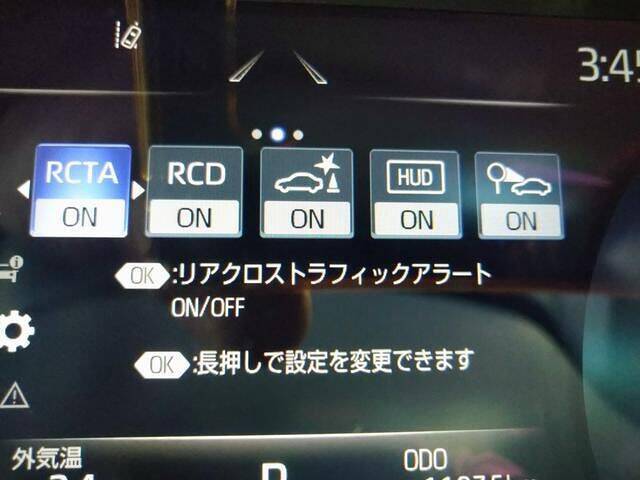 3:45
RCTA RCD HUD
ON ON ON ON ON
OK :リアクロストラフィックアラート
ON/OFF
OK :長押しで設定を変更できます
外気温 ODO